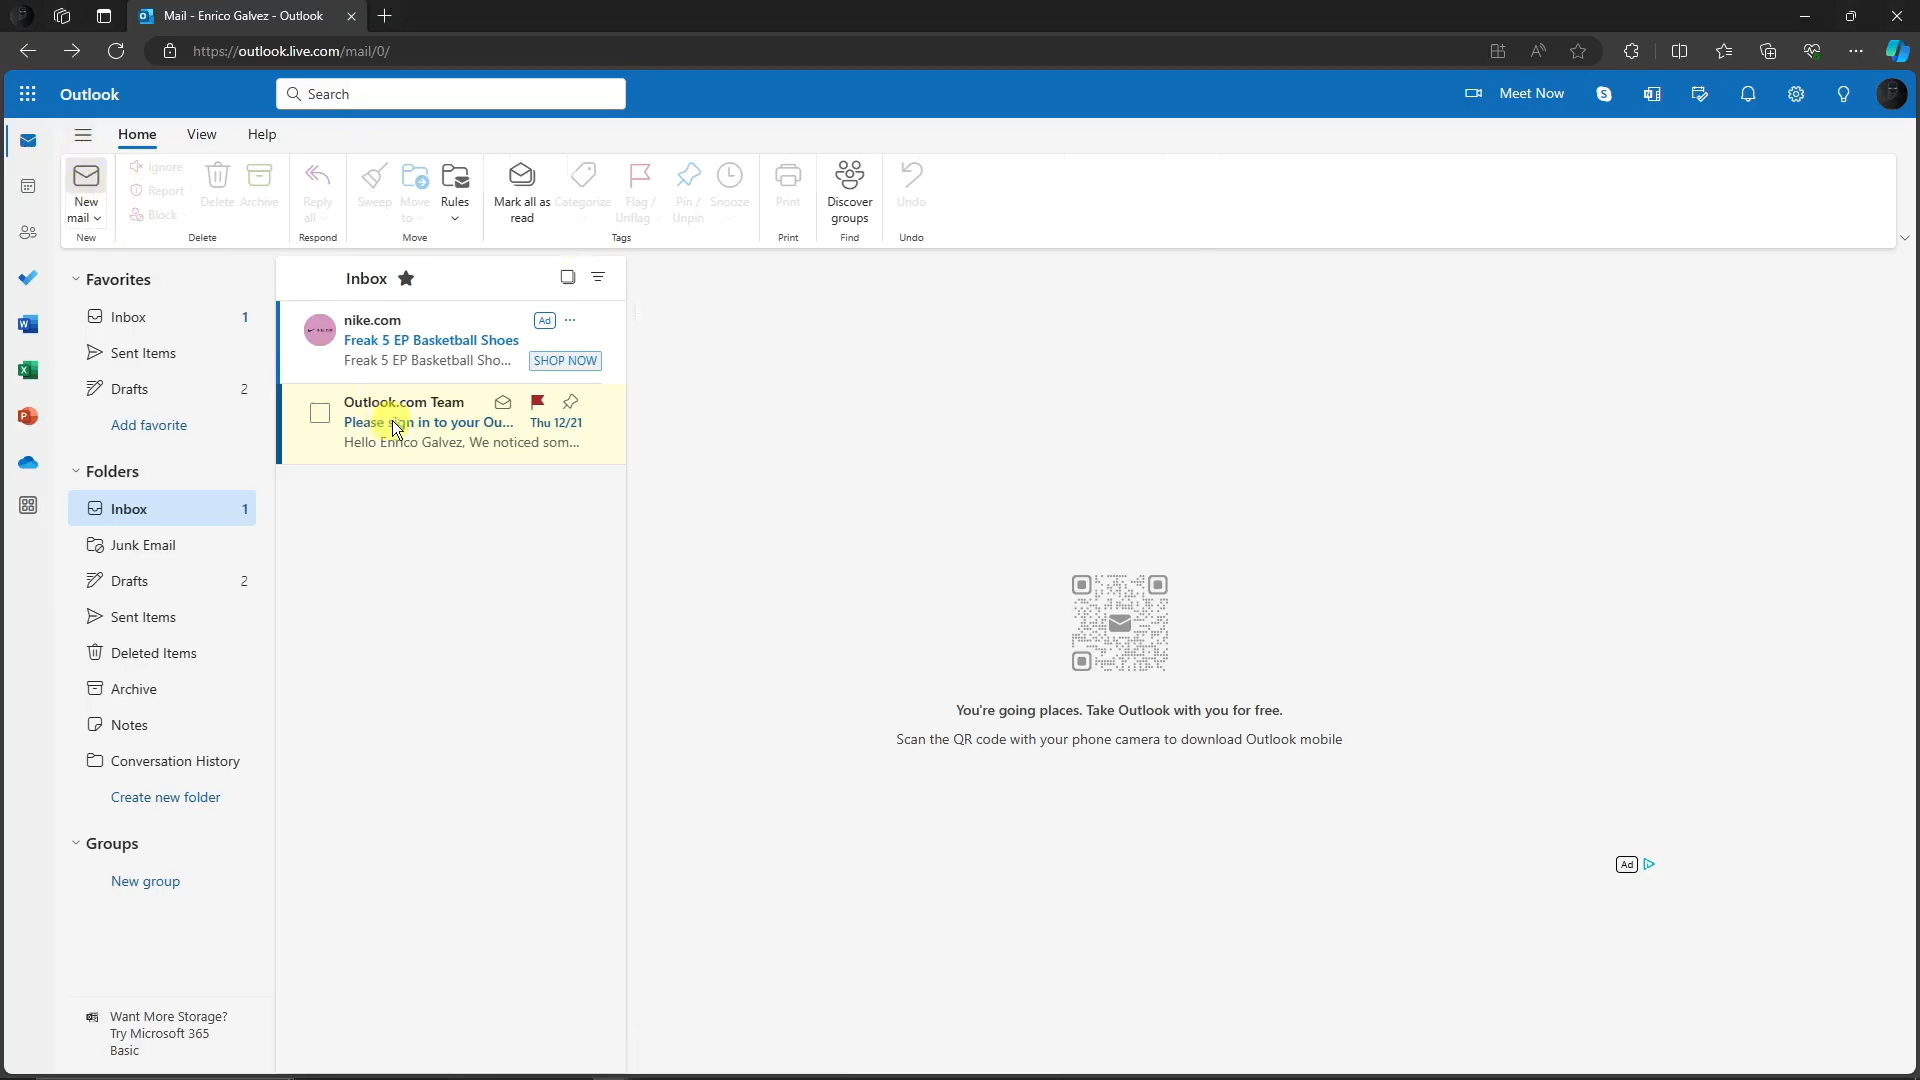 Mail - Enrico Galvez - Outlook
https://outlook.live.com/mail/0/
Outlook
Search
Meet Now
Home
View
Help
New mail
Ignore
Report
Block
Delete
Archive
Reply all
Sweep
Move to
Rules
Mark all as read
Categorize
Flag / Unflag
Pin / Unpin
Snooze
Print
Discover groups
Undo
New
Delete
Respond
Move
Tags
Print
Find
Undo
Favorites
Inbox 1
Sent Items
Drafts 2
Add favorite
Folders
Inbox 1
Junk Email
Drafts 2
Sent Items
Deleted Items
Archive
Notes
Conversation History
Create new folder
Groups
New group
Want More Storage?
Try Microsoft 365
Basic
Inbox
nike.com Ad
Freak 5 EP Basketball Shoes
Freak 5 EP Basketball Sho... SHOP NOW
Outlook.com Team
Please sign in to your Ou... Thu 12/21
Hello Enrico Galvez, We noticed som...
You're going places. Take Outlook with you for free.
Scan the QR code with your phone camera to download Outlook mobile
Ad